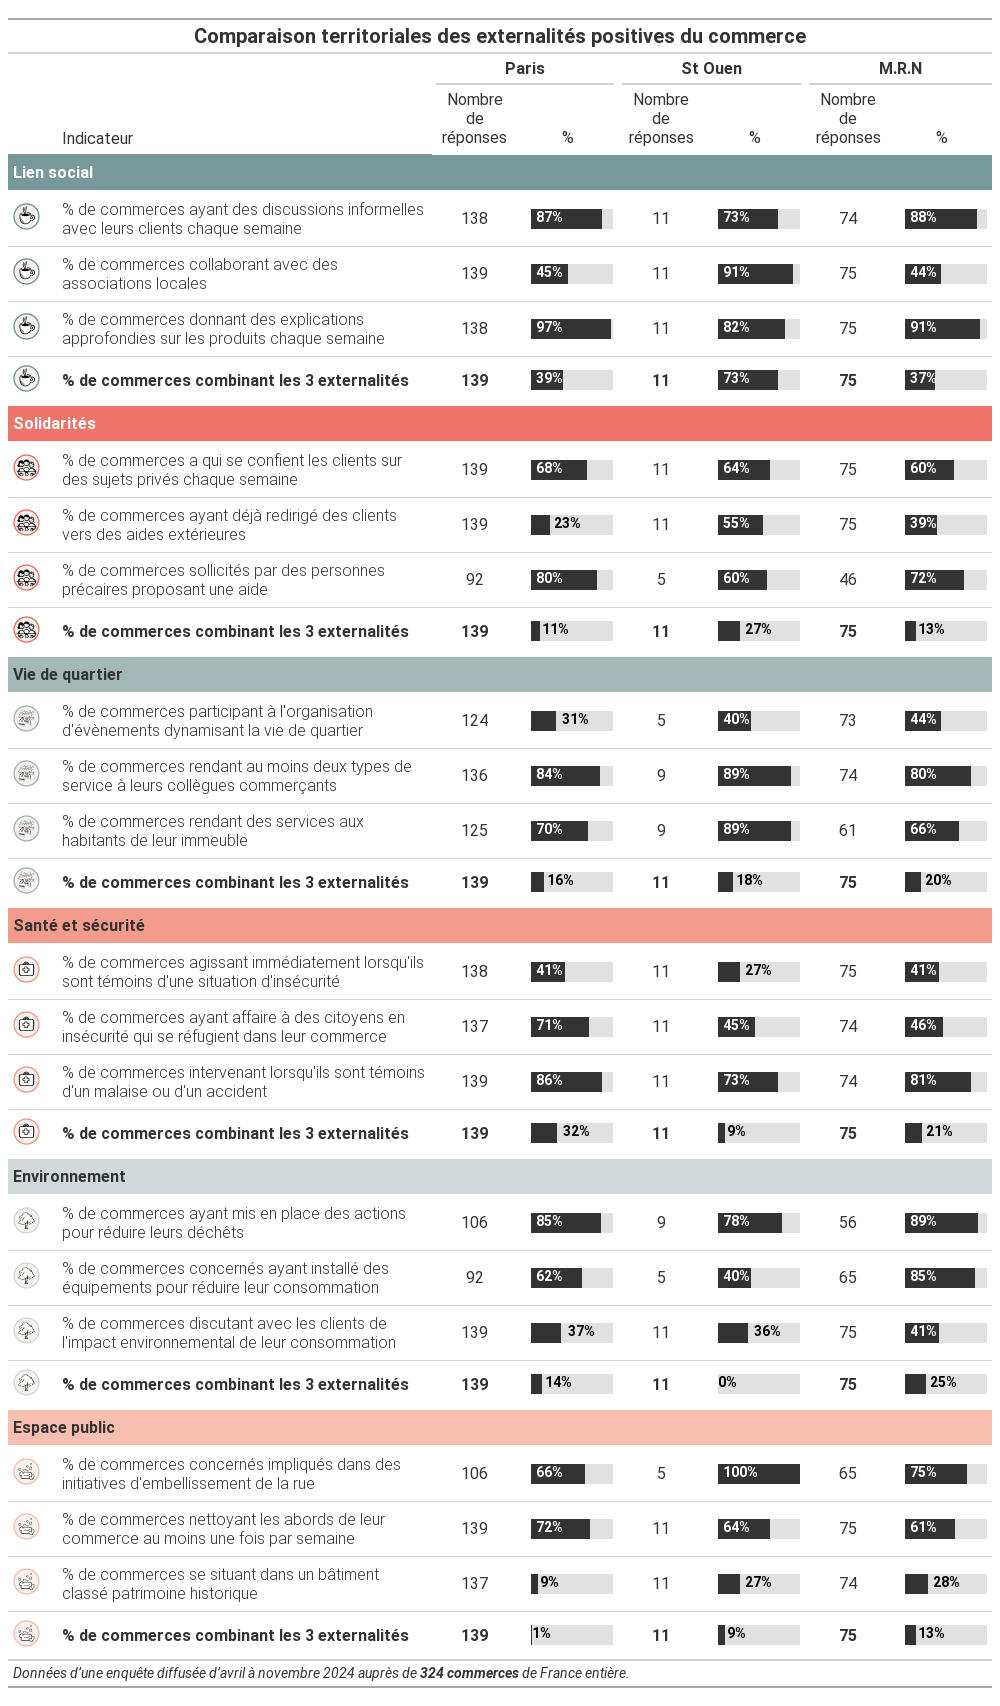 Comparaison territoriales des externalités positives du commerce
Paris St Ouen M.R.N
Indicateur Nombre de réponses % Nombre de réponses % Nombre de réponses %
Lien social
% de commerces ayant des discussions informelles
avec leurs clients chaque semaine 138 87% 11 73% 74 88%
% de commerces collaborant avec des
associations locales 139 45% 11 91% 75 44%
% de commerces donnant des explications
approfondies sur les produits chaque semaine 138 97% 11 82% 75 91%
% de commerces combinant les 3 externalités 139 39% 11 73% 75 37%
Solidarités
% de commerces a qui se confient les clients sur
des sujets privés chaque semaine 139 68% 11 64% 75 60%
% de commerces ayant déjà redirigé des clients
vers des aides extérieures 139 23% 11 55% 75 39%
% de commerces sollicités par des personnes
précaires proposant une aide 92 80% 5 60% 46 72%
% de commerces combinant les 3 externalités 139 11% 11 27% 75 13%
Vie de quartier
% de commerces participant à l'organisation
d'évènements dynamisant la vie de quartier 124 31% 5 40% 73 44%
% de commerces rendant au moins deux types de
service à leurs collègues commerçants 136 84% 9 89% 74 80%
% de commerces rendant des services aux
habitants de leur immeuble 125 70% 9 89% 61 66%
% de commerces combinant les 3 externalités 139 16% 11 18% 75 20%
Santé et sécurité
% de commerces agissant immédiatement lorsqu'ils
sont témoins d'une situation d'insécurité 138 41% 11 27% 75 41%
% de commerces ayant affaire à des citoyens en
insécurité qui se réfugient dans leur commerce 137 71% 11 45% 74 46%
% de commerces intervenant lorsqu'ils sont témoins
d'un malaise ou d'un accident 139 86% 11 73% 74 81%
% de commerces combinant les 3 externalités 139 32% 11 9% 75 21%
Environnement
% de commerces ayant mis en place des actions
pour réduire leurs déchêts 106 85% 9 78% 56 89%
% de commerces concernés ayant installé des
équipements pour réduire leur consommation 92 62% 5 40% 65 85%
% de commerces discutant avec les clients de
l'impact environnemental de leur consommation 139 37% 11 36% 75 41%
% de commerces combinant les 3 externalités 139 14% 11 0% 75 25%
Espace public
% de commerces concernés impliqués dans des
initiatives d'embellissement de la rue 106 66% 5 100% 65 75%
% de commerces nettoyant les abords de leur
commerce au moins une fois par semaine 139 72% 11 64% 75 61%
% de commerces se situant dans un bâtiment
classé patrimoine historique 137 9% 11 27% 74 28%
% de commerces combinant les 3 externalités 139 1% 11 9% 75 13%
Données d’une enquête diffusée d’avril à novembre 2024 auprès de 324 commerces de France entière.